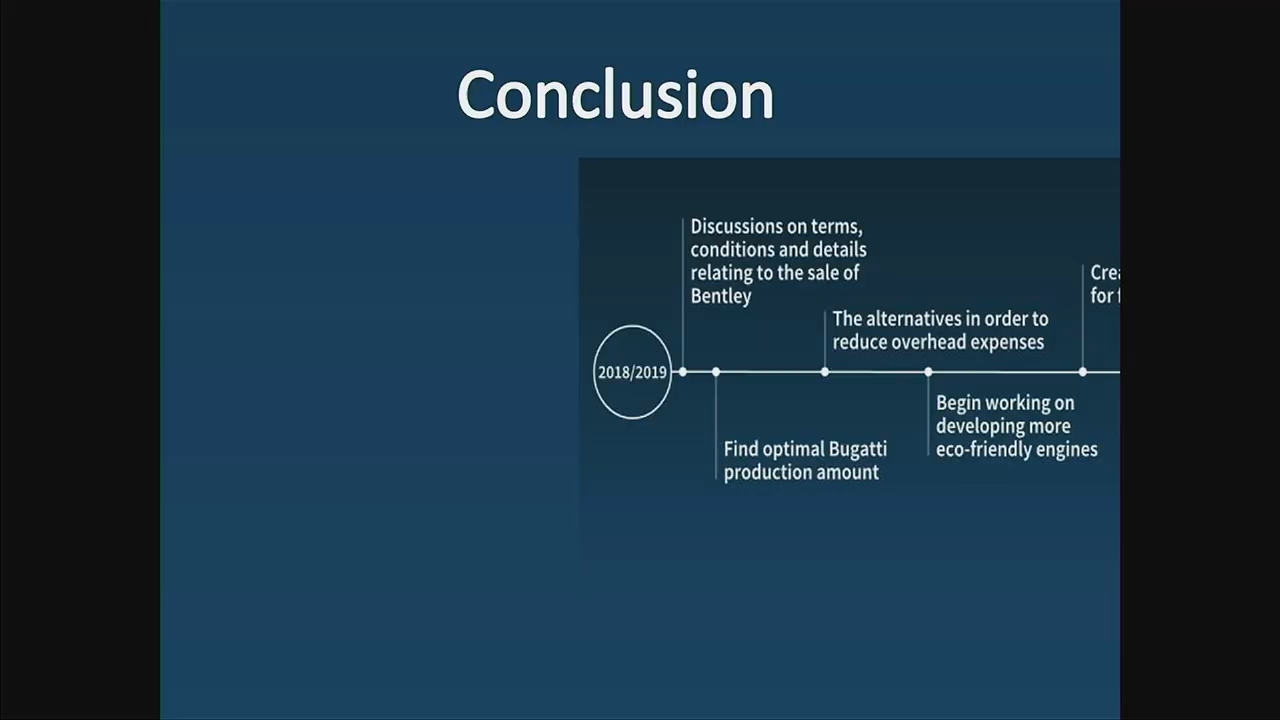 Conclusion
Discussions on terms,
conditions and details
relating to the sale of
Bentley
The alternatives in order to
reduce overhead expenses
for
2018/2019
Begin working on
developing more
eco-friendly engines
Find optimal Bugatti
production amount